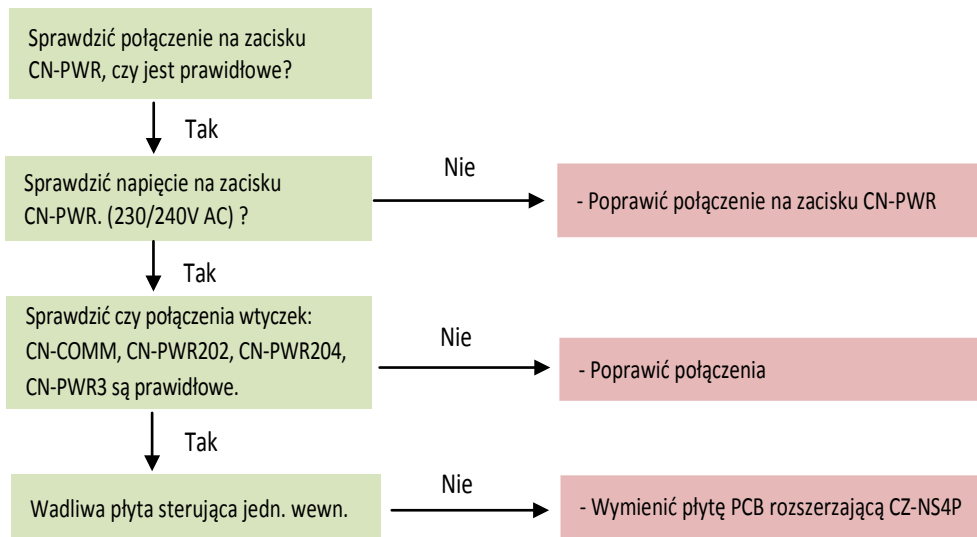 Sprawdzić połączenie na zacisku
CN-PWR, czy jest prawidłowe?
Tak
Sprawdzić napięcie na zacisku
CN-PWR. (230/240V AC) ?
Nie
- Poprawić połączenie na zacisku CN-PWR
Tak
Sprawdzić czy połączenia wtyczek:
CN-COMM, CN-PWR202, CN-PWR204,
CN-PWR3 są prawidłowe.
Nie
- Poprawić połączenia
Tak
Wadliwa płyta sterująca jedn. wewn.
Nie
- Wymienić płytę PCB rozszerzającą CZ-NS4P